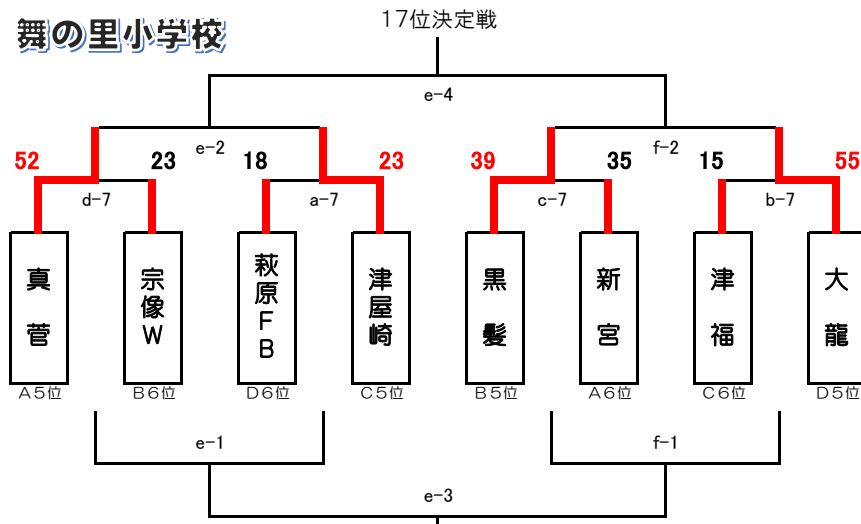 17位決定戦
舞の里小学校
e-4
e-2
f-2
52
23
18
23
39
35
15
55
d-7
a-7
c-7
b-7
真菅
宗像W
萩原FB
津屋崎
黒髪
新宮
津福
大龍
A5位
B6位
D6位
C5位
B5位
A6位
C6位
D5位
e-1
f-1
e-3